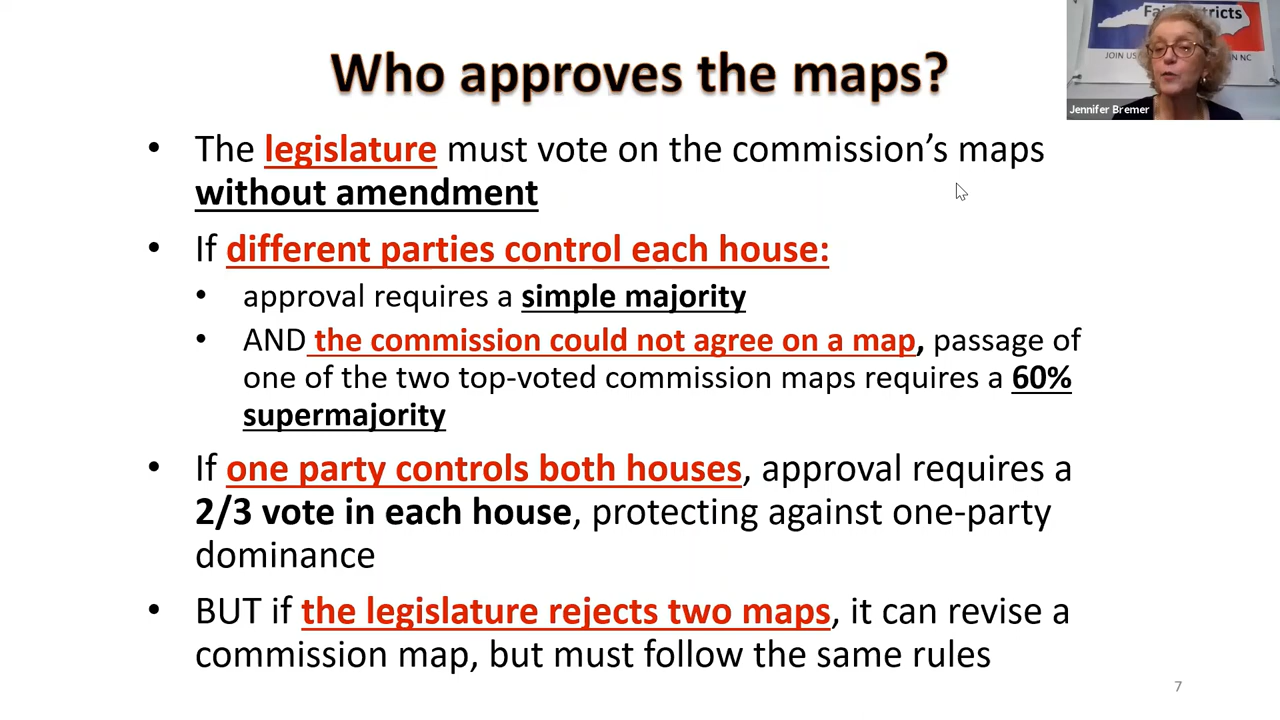 Who approves the maps?
• The legislature must vote on the commission's maps
without amendment
• If different parties control each house:
• approval requires a simple majority
• AND the commission could not agree on a map, passage of
one of the two top-voted commission maps requires a 60%
supermajority
• If one party controls both houses, approval requires a
2/3 vote in each house, protecting against one-party
dominance
• BUT if the legislature rejects two maps, it can revise a
commission map, but must follow the same rules
7
JOIN US
NC
Jennifer Bremer